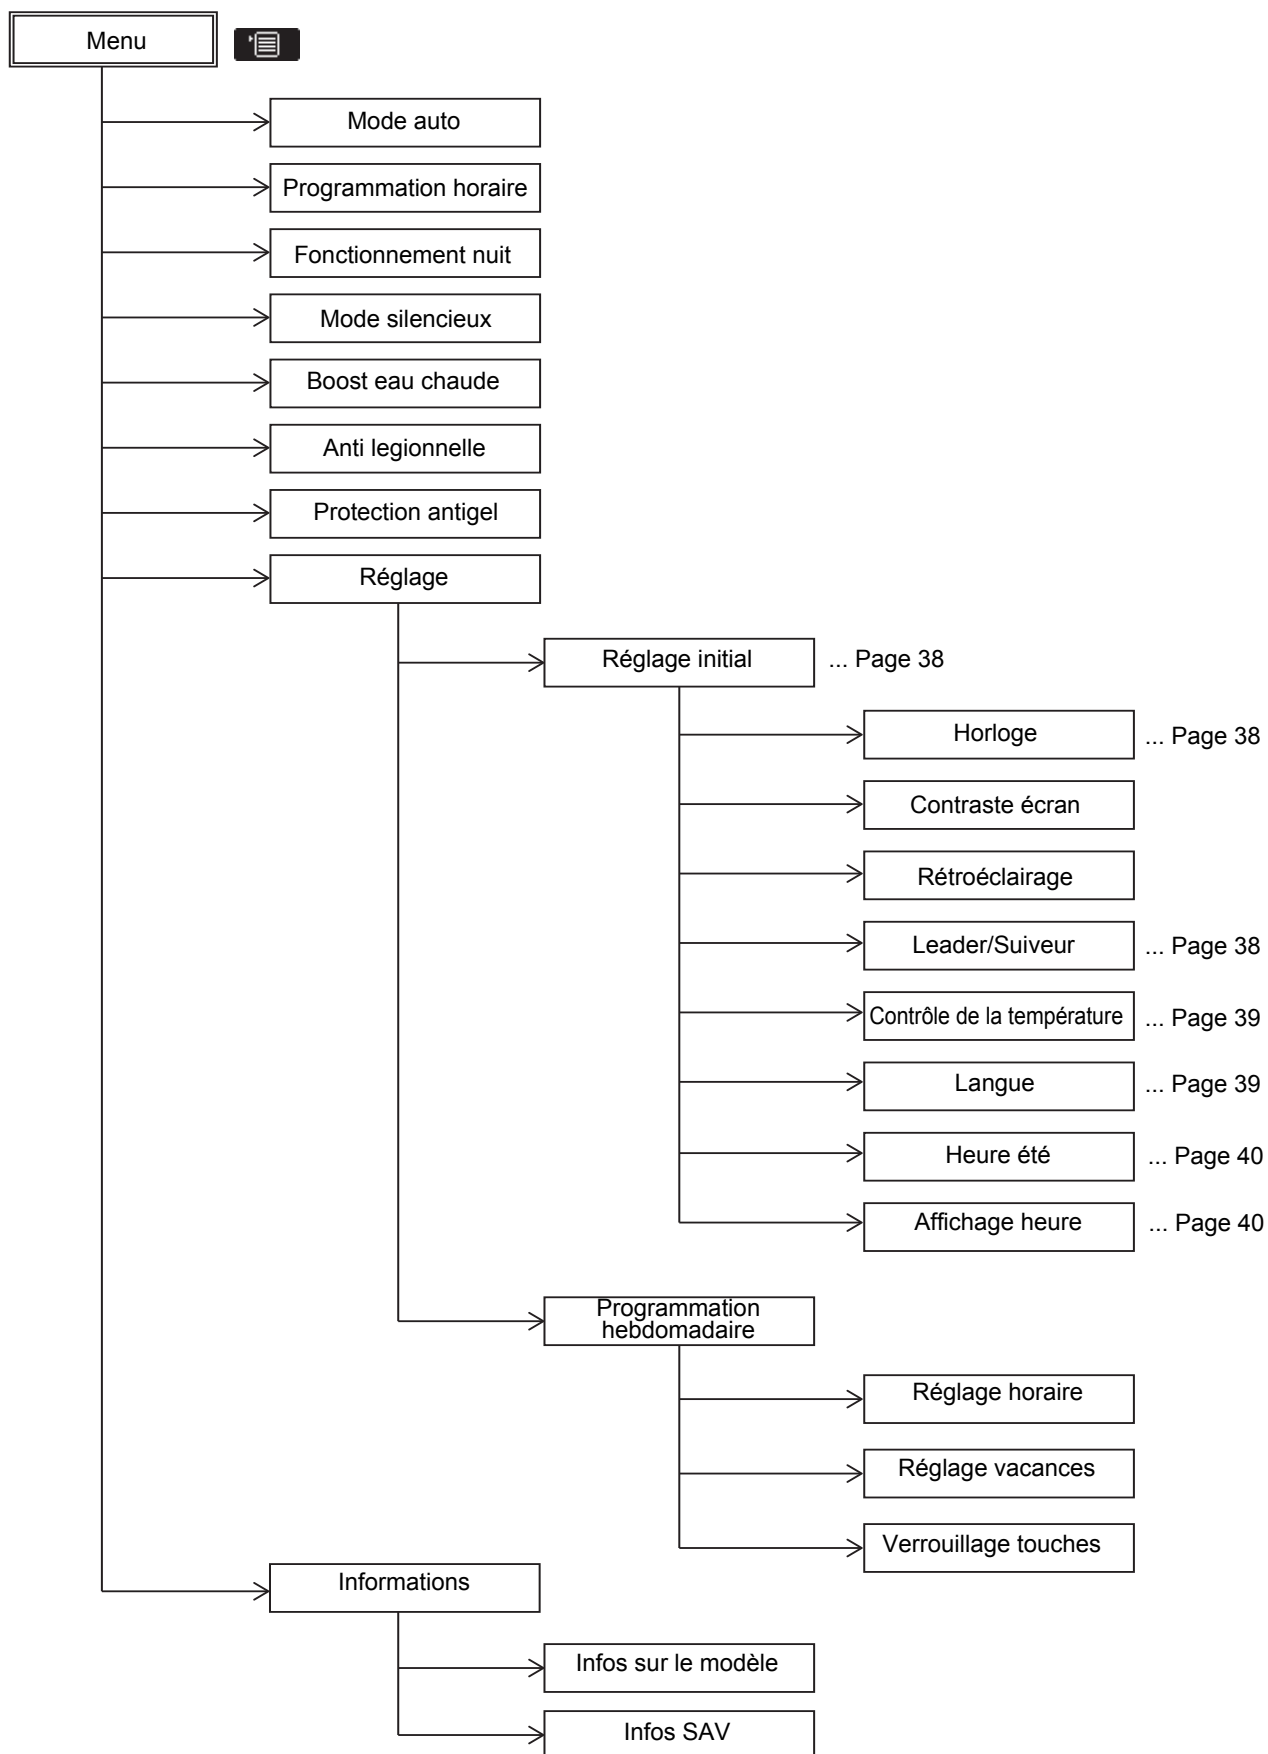 Menu
Mode auto
Programmation horaire
Fonctionnement nuit
Mode silencieux
Boost eau chaude
Anti legionnelle
Protection antigel
Réglage
Réglage initial ... Page 38
Horloge ... Page 38
Contraste écran
Rétroéclairage
Leader/Suiveur ... Page 38
Contrôle de la température ... Page 39
Langue ... Page 39
Heure été ... Page 40
Affichage heure ... Page 40
Programmation
hebdomadaire
Réglage horaire
Réglage vacances
Verrouillage touches
Informations
Infos sur le modèle
Infos SAV